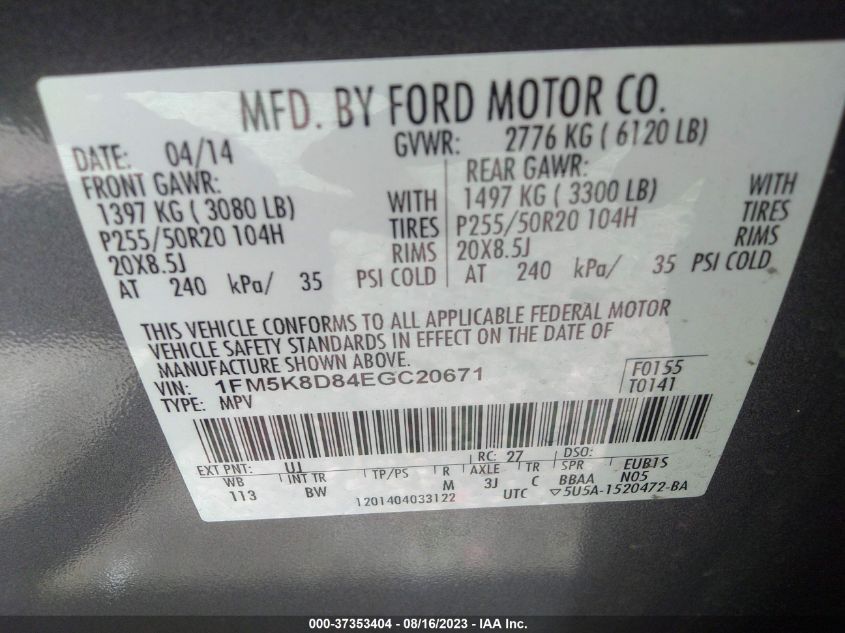 MFD. BY FORD MOTOR CO.
DATE: 04/14 GVWR: 2776 KG ( 6120 LB)
FRONT GAWR: REAR GAWR:
1397 KG ( 3080 LB) WITH 1497 KG ( 3300 LB) WITH
P255/50R20 104H TIRES P255/50R20 104H TIRES
20X8.5J RIMS 20X8.5J RIMS
AT 240 kPa/ 35 PSI COLD AT 240 kPa/ 35 PSI COLD
THIS VEHICLE CONFORMS TO ALL APPLICABLE FEDERAL MOTOR
VEHICLE SAFETY STANDARDS IN EFFECT ON THE DATE OF
MANUFACTURE SHOWN ABOVE.
VIN: 1FM5K8D84EGC20671 F0155
TYPE: MPV T0141
EXT PNT: UJ RC: 27 DSO:
WB INT TR TP/PS R AXLE TR SPR EUB1S
113 BW M 3J C BBAA N05
1201404033122 UTC ▽5U5A-1520472-BA
000-37353404 - 08/16/2023 - IAA Inc.